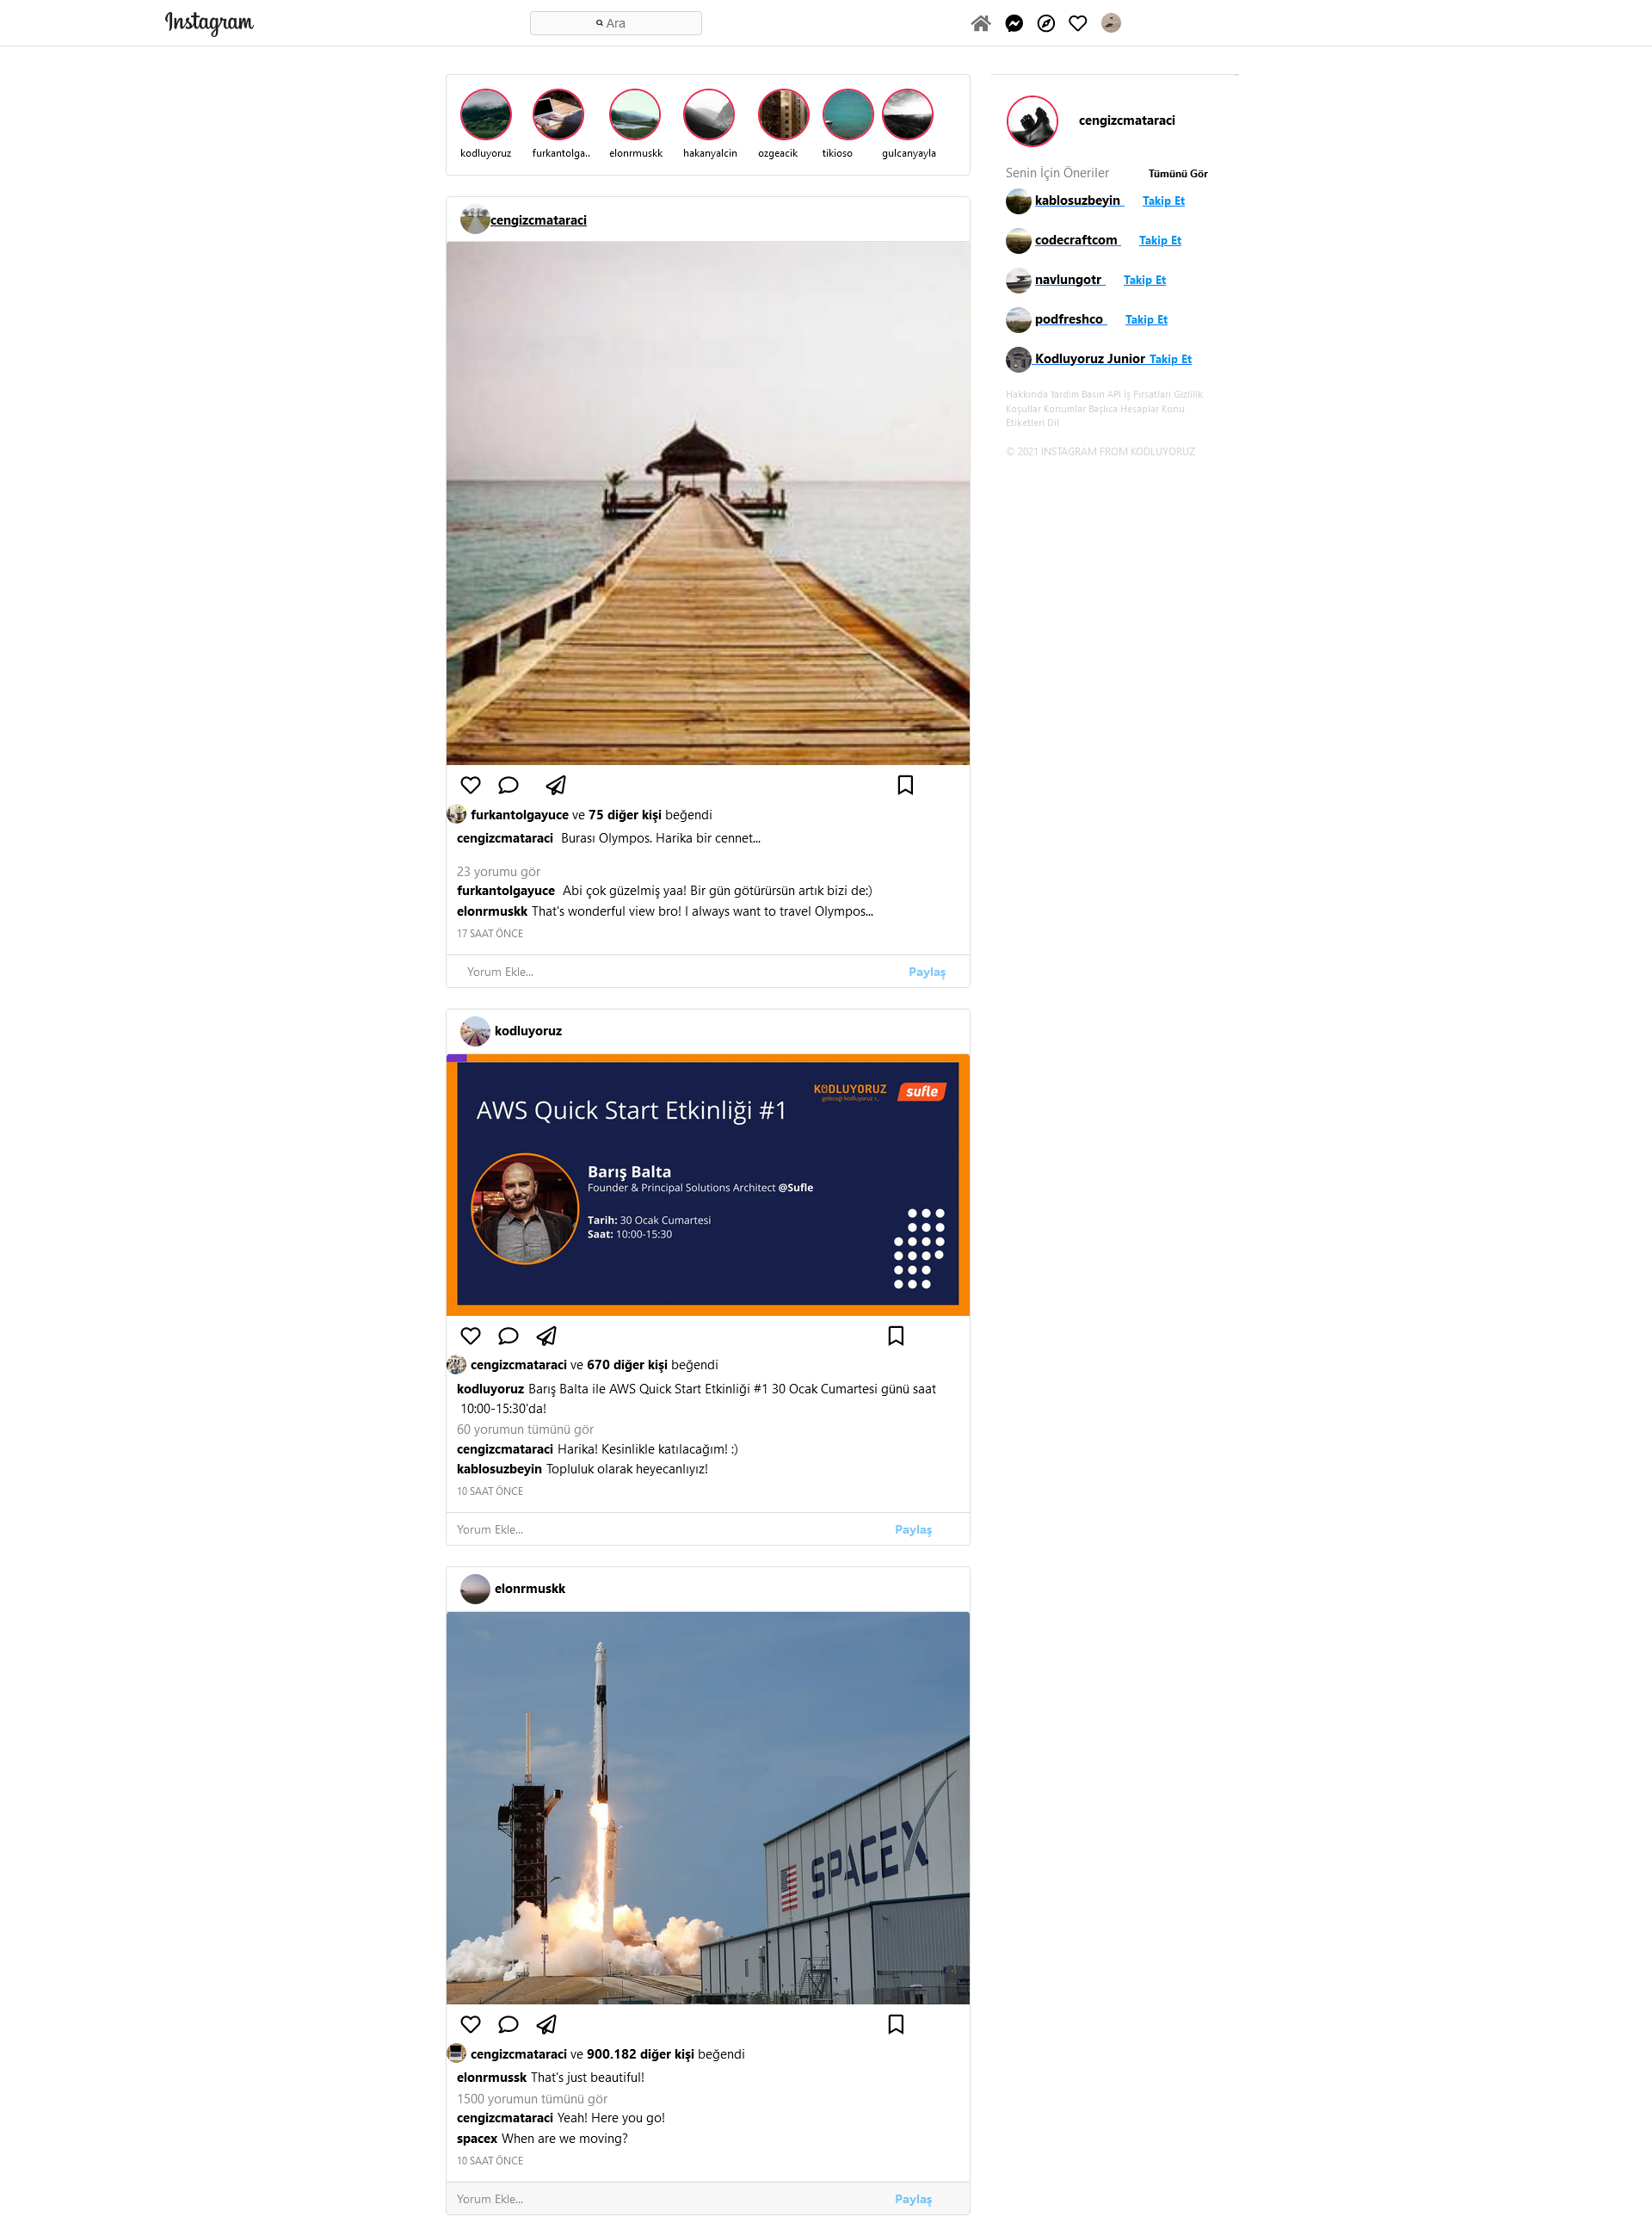 Instagram
Ara
kodluyoruz
furkantolga..
elonrmuskk
hakanyalcin
ozgeacik
tikioso
gulcanyayla
cengizcmataraci
Senin İçin Öneriler
Tümünü Gör
kablosuzbeyin Takip Et
codecraftcom Takip Et
navlungotr Takip Et
podfreshco Takip Et
Kodluyoruz Junior Takip Et
Hakkında Yardım Basın API İş Fırsatları Gizlilik
Koşullar Konumlar Başlıca Hesaplar Konu
Etiketleri Dil
© 2021 INSTAGRAM FROM KODLUYORUZ
cengizcmataraci
furkantolgayuce ve 75 diğer kişi beğendi
cengizcmataraci Burası Olympos. Harika bir cennet...
23 yorumu gör
furkantolgayuce Abi çok güzelmiş yaa! Bir gün götürürsün artık bizi de:)
elonrmuskk That's wonderful view bro! I always want to travel Olympos...
17 SAAT ÖNCE
Yorum Ekle... Paylaş
kodluyoruz
KODLUYORUZ
geleceği kodluyoruz >_
sufle
AWS Quick Start Etkinliği #1
Barış Balta
Founder & Principal Solutions Architect @Sufle
Tarih: 30 Ocak Cumartesi
Saat: 10:00-15:30
cengizcmataraci ve 670 diğer kişi beğendi
kodluyoruz Barış Balta ile AWS Quick Start Etkinliği #1 30 Ocak Cumartesi günü saat
10:00-15:30'da!
60 yorumun tümünü gör
cengizcmataraci Harika! Kesinlikle katılacağım! :)
kablosuzbeyin Topluluk olarak heyecanlıyız!
10 SAAT ÖNCE
Yorum Ekle... Paylaş
elonrmuskk
SPACEX
cengizcmataraci ve 900.182 diğer kişi beğendi
elonrmussk That's just beautiful!
1500 yorumun tümünü gör
cengizcmataraci Yeah! Here you go!
spacex When are we moving?
10 SAAT ÖNCE
Yorum Ekle... Paylaş